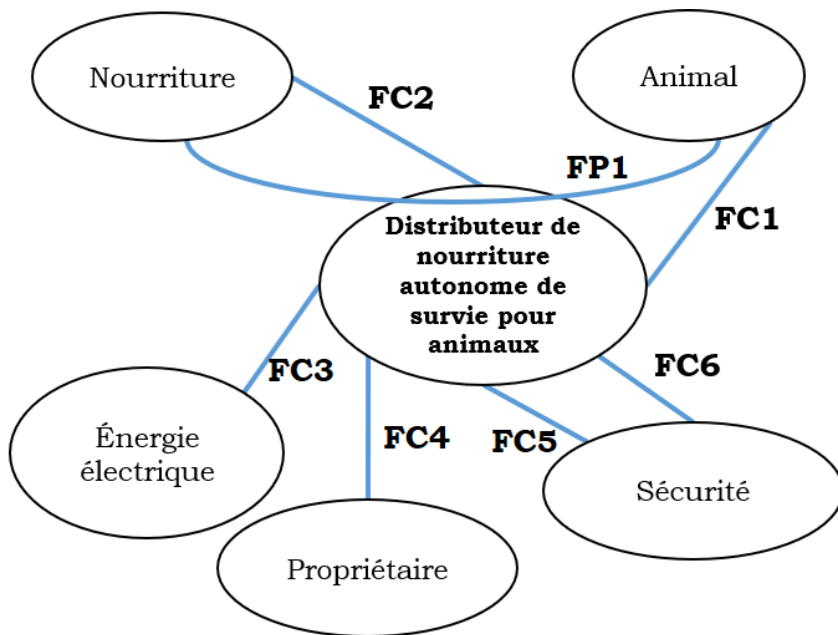 Nourriture
Animal
FC2
FP1
FC1
Distributeur de
nourriture
autonome de
survie pour
animaux
FC3
FC6
FC4
FC5
Énergie
électrique
Sécurité
Propriétaire